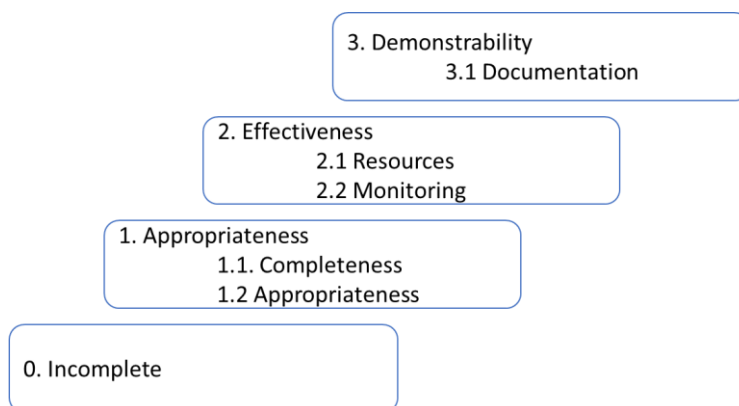 3. Demonstrability
3.1 Documentation
2. Effectiveness
2.1 Resources
2.2 Monitoring
1. Appropriateness
1.1. Completeness
1.2 Appropriateness
0. Incomplete